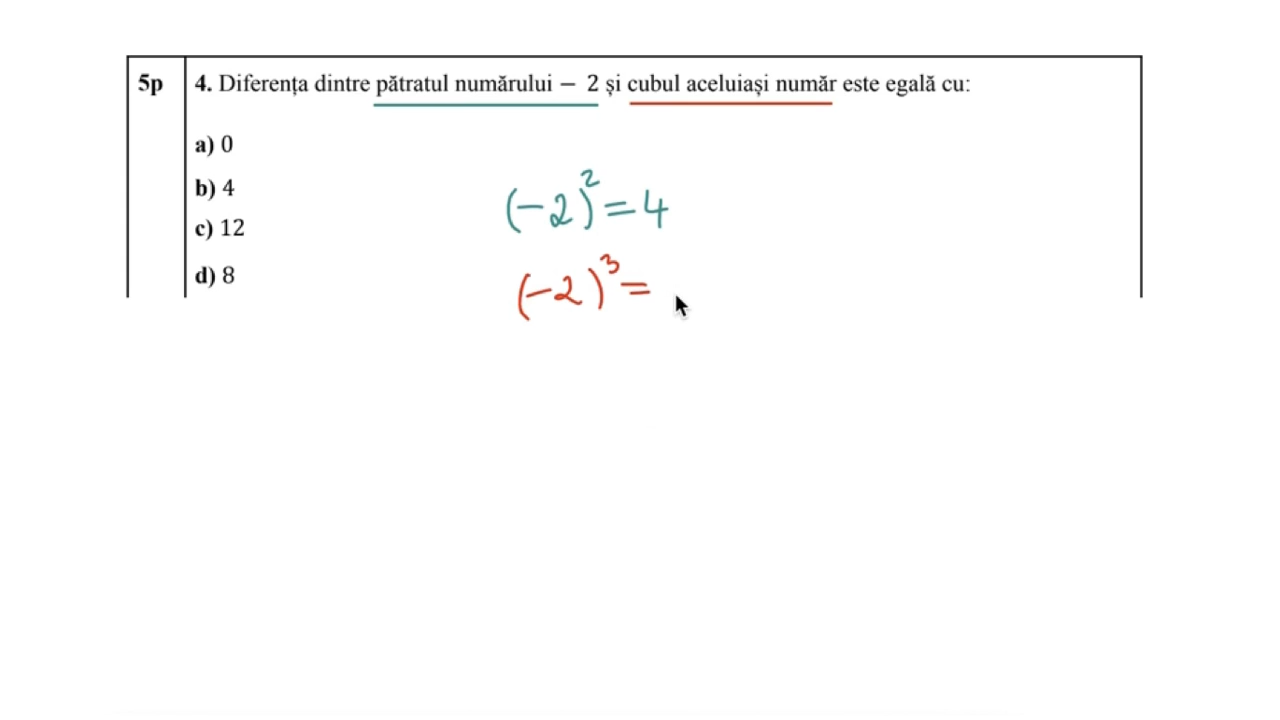 5p 4. Diferența dintre pătratul numărului − 2 și cubul aceluiași număr este egală cu:
a) 0
b) 4
c) 12
d) 8
(-2)² = 4
(-2)³ =